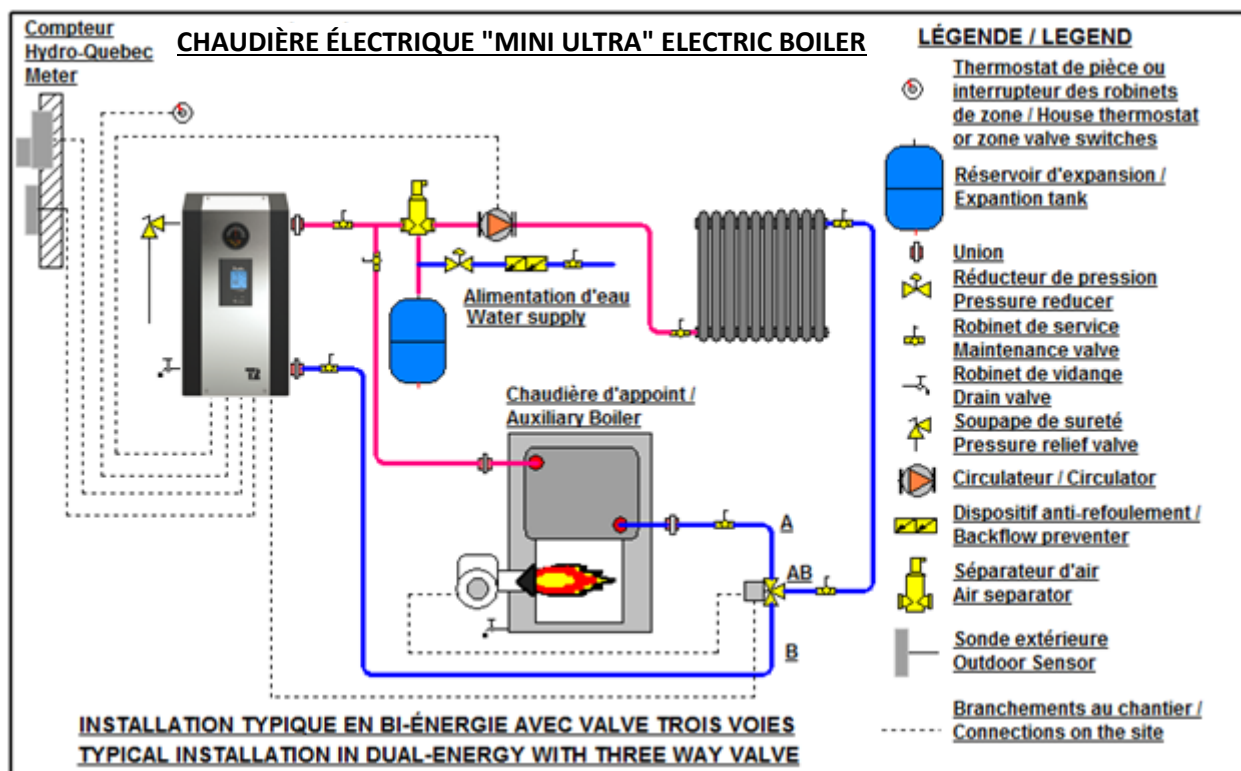 Compteur
Hydro-Quebec
Meter
CHAUDIÈRE ÉLECTRIQUE "MINI ULTRA" ELECTRIC BOILER
Alimentation d'eau
Water supply
Chaudière d'appoint /
Auxiliary Boiler
A
AB
B
INSTALLATION TYPIQUE EN BI-ÉNERGIE AVEC VALVE TROIS VOIES
TYPICAL INSTALLATION IN DUAL-ENERGY WITH THREE WAY VALVE
LÉGENDE / LEGEND
Thermostat de pièce ou
interrupteur des robinets
de zone / House thermostat
or zone valve switches
Réservoir d'expansion /
Expantion tank
Union
Réducteur de pression
Pressure reducer
Robinet de service
Maintenance valve
Robinet de vidange
Drain valve
Soupape de sureté
Pressure relief valve
Circulateur / Circulator
Dispositif anti-refoulement /
Backflow preventer
Séparateur d'air
Air separator
Sonde extérieure
Outdoor Sensor
Branchements au chantier /
Connections on the site